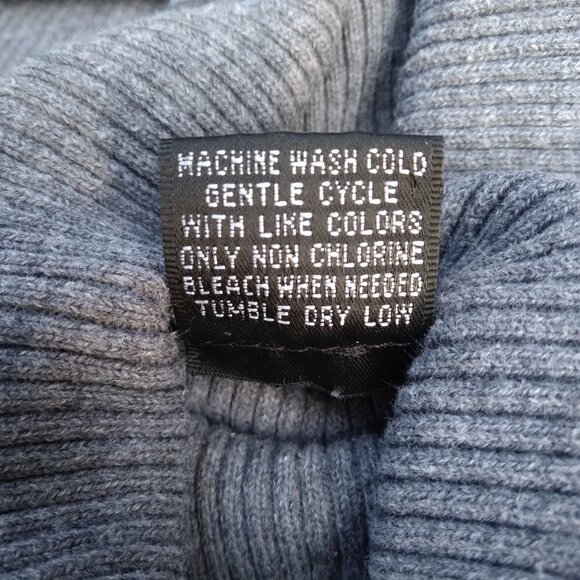 MACHINE WASH COLD
GENTLE CYCLE
WITH LIKE COLORS
ONLY NON CHLORINE
BLEACH WHEN NEEDED
TUMBLE DRY LOW